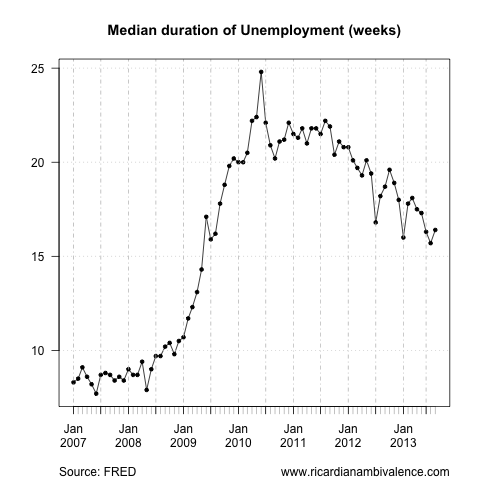 Median duration of Unemployment (weeks)
25
20
15
10
Jan Jan Jan Jan Jan Jan Jan
2007 2008 2009 2010 2011 2012 2013
Source: FRED www.ricardianambivalence.com